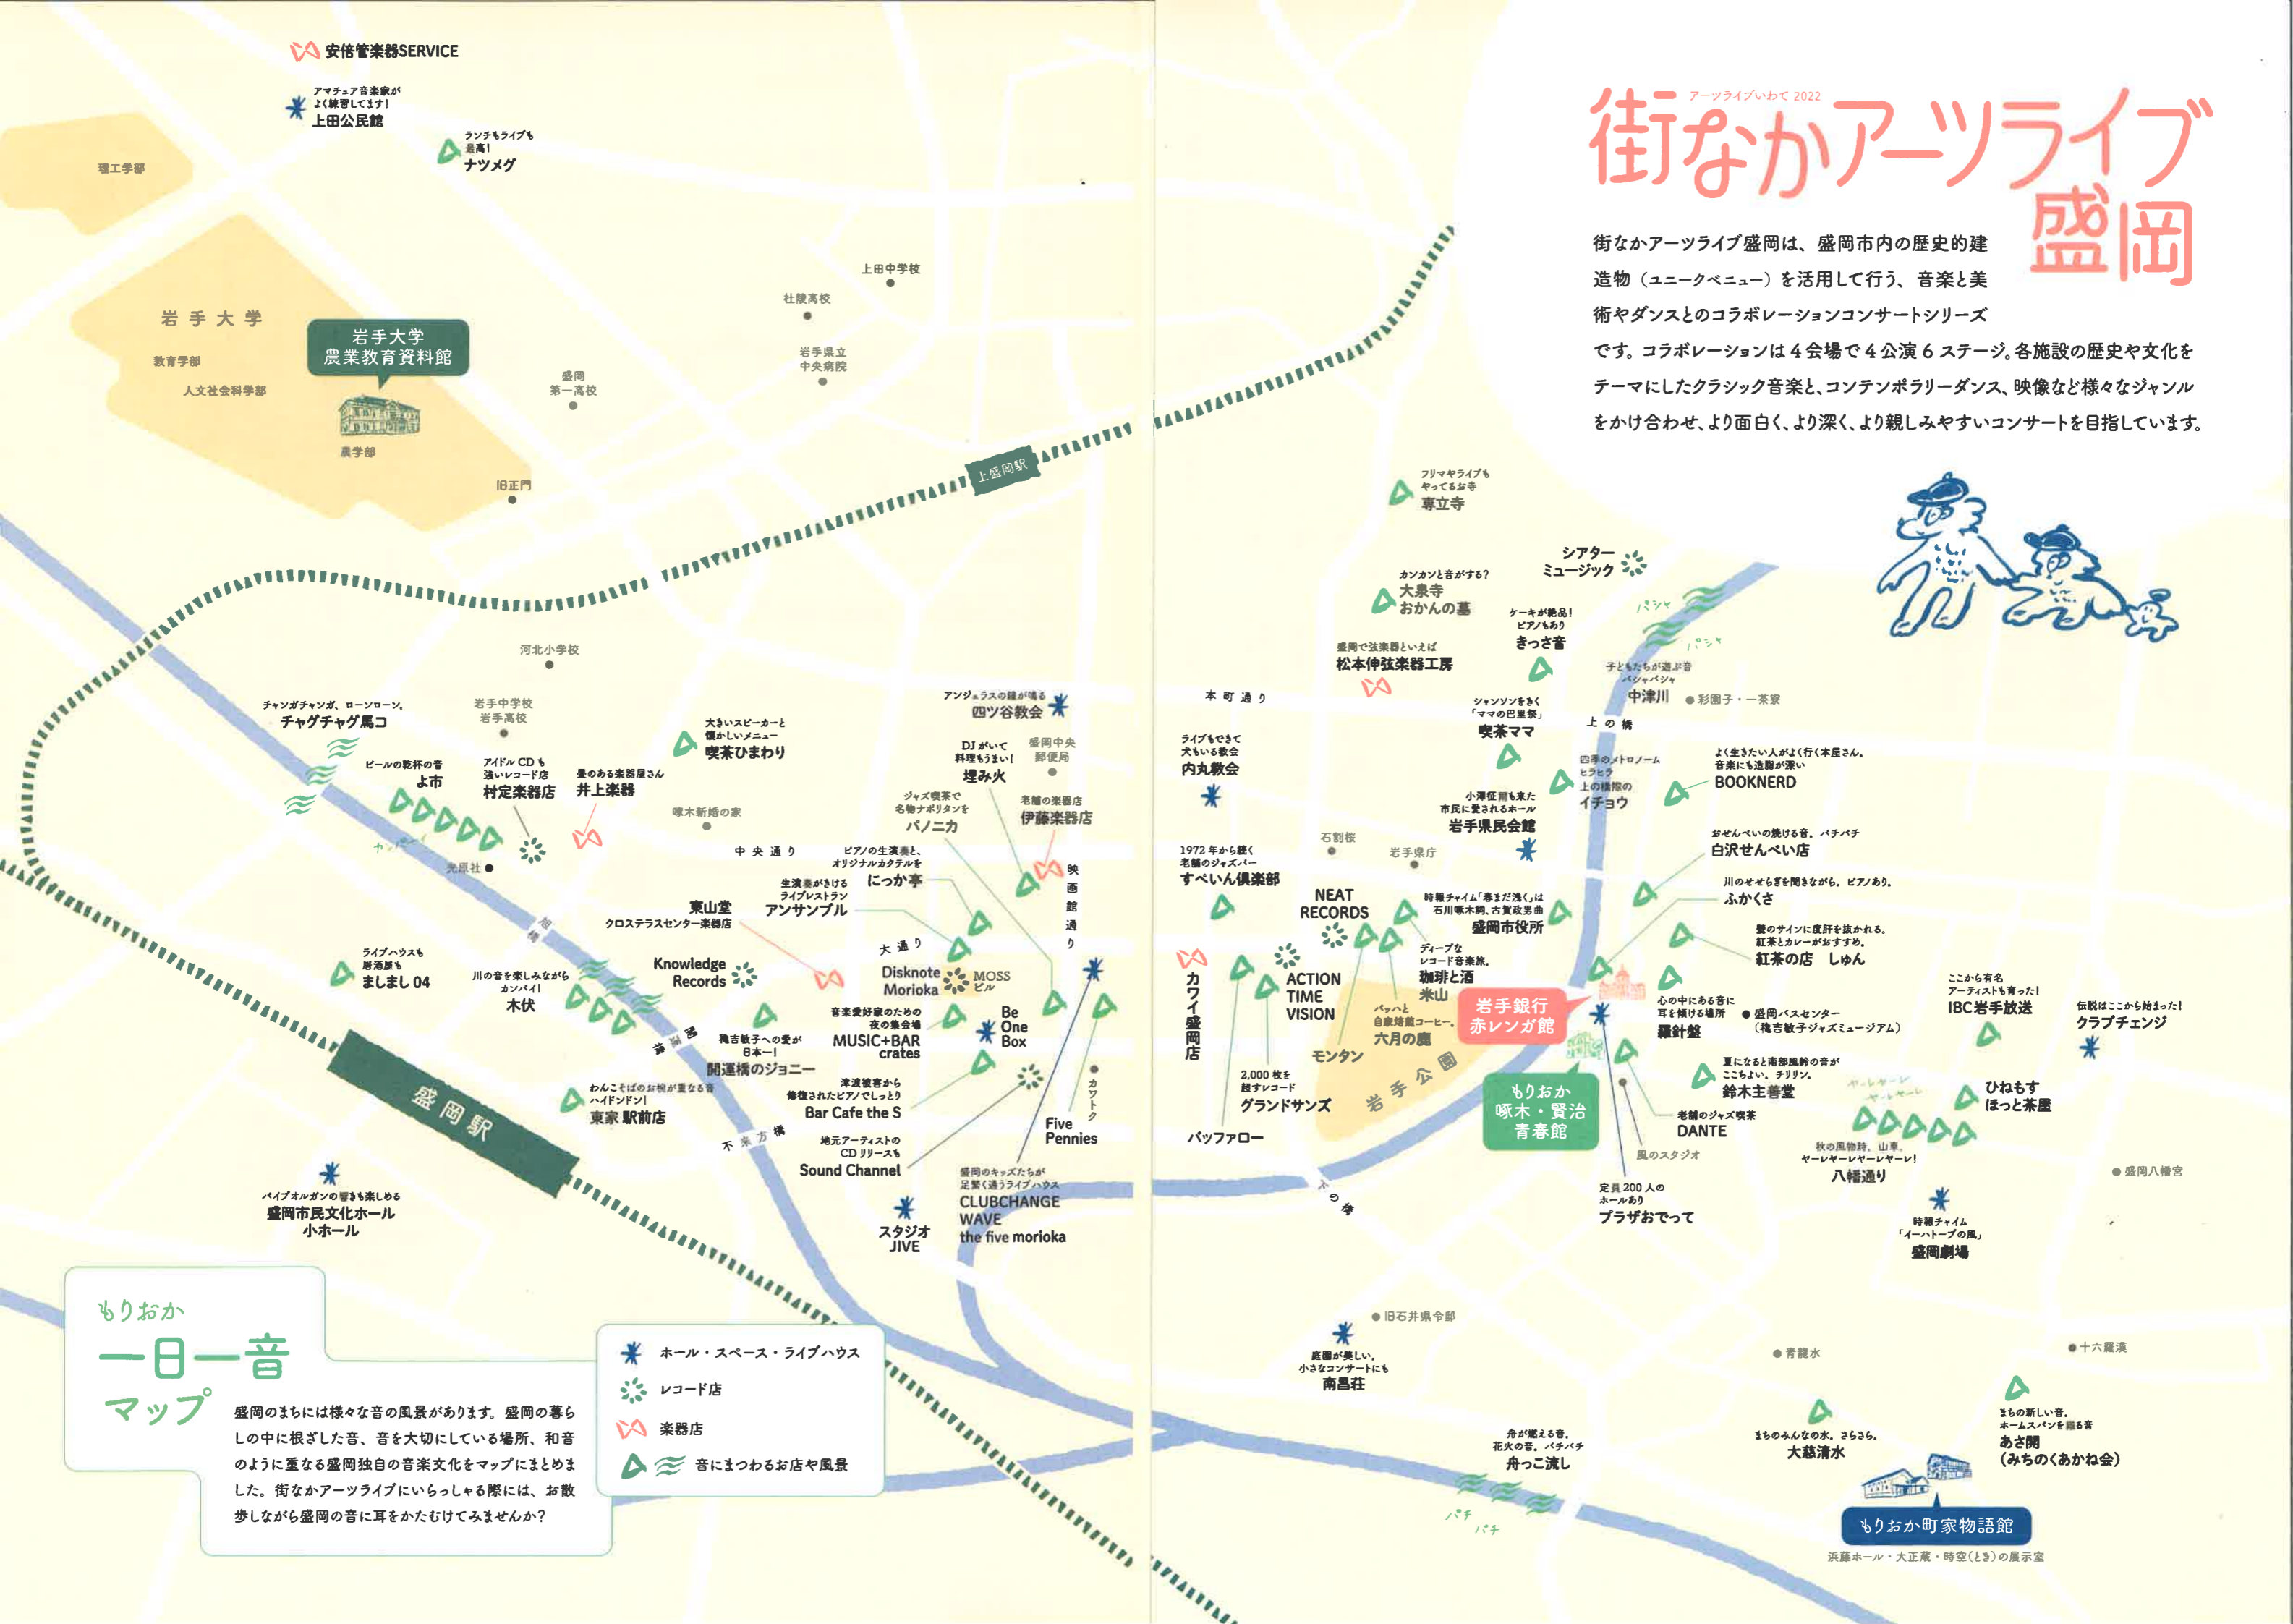 安倍管楽器SERVICE
アマチュア音楽家が
よく練習してます!
上田公民館
ランチもライブも
最高!
ナツメグ
理工学部
岩手大学
教育学部
人文社会科学部
岩手大学
農業教育資料館
農学部
旧正門
盛岡
第一高校
上田中学校
杜陵高校
岩手県立
中央病院
上盛岡駅
アーツライブいわて 2022
街なかアーツライブ
盛岡
街なかアーツライブ盛岡は、盛岡市内の歴史的建
造物（ユニークベニュー）を活用して行う、音楽と美
術やダンスとのコラボレーションコンサートシリーズ
です。コラボレーションは4会場で4公演6ステージ。各施設の歴史や文化を
テーマにしたクラシック音楽と、コンテンポラリーダンス、映像など様々なジャンル
をかけ合わせ、より面白く、より深く、より親しみやすいコンサートを目指しています。
河北小学校
チャンガチャンガ、ローンローン。
チャグチャグ馬コ
岩手中学校
岩手高校
ビールの乾杯の音
よ市
カンパーイ
アイドルCDも
強いレコード店
村定楽器店
畳のある楽器屋さん
井上楽器
光原社
大きいスピーカーと
懐かしいメニュー
喫茶ひまわり
啄木新婚の家
中央通り
アンジェラスの鐘が鳴る
四ツ谷教会
DJがいて
料理もうまい!
埋み火
盛岡中央
郵便局
ジャズ喫茶で
名物ナポリタンを
パノニカ
老舗の楽器店
伊藤楽器店
映画館通り
ピアノの生演奏と、
オリジナルカクテルを
にっか亭
生演奏がきける
ライブレストラン
アンサンブル
東山堂
クロステラスセンター楽器店
大通り
旭橋
ライブハウスも
居酒屋も
ましまし04
川の音を楽しみながら
カンパイ!
木伏
Knowledge
Records
Disknote
Morioka
MOSS
ビル
音楽愛好家のための
夜の集会場
MUSIC+BAR
crates
Be
One
Box
開運橋
穐吉敏子への愛が
日本一!
開運橋のジョニー
津波被害から
修復されたピアノでしっとり
Bar Cafe the S
わんこそばのお椀が重なる音
ハイドンドン!
東家 駅前店
盛岡駅
不来方橋
地元アーティストの
CDリリースも
Sound Channel
カワトク
Five
Pennies
盛岡のキッズたちが
足繁く通うライブハウス
CLUBCHANGE
WAVE
the five morioka
スタジオ
JIVE
パイプオルガンの響きも楽しめる
盛岡市民文化ホール
小ホール
フリマやライブも
やってるお寺
専立寺
シアター
ミュージック
カンカンと音がする?
大泉寺
おかんの墓
ケーキが絶品!
ピアノもあり
きっさ音
盛岡で弦楽器といえば
松本伸弦楽器工房
パシャ
パシャ
子どもたちが遊ぶ音
パシャパシャ
中津川
彩園子・一茶寮
本町通り
上の橋
シャンソンをきく
「ママの巴里祭」
喫茶ママ
ライブもできて
犬もいる教会
内丸教会
四季のメトロノーム
ヒラヒラ
上の橋際の
イチョウ
よく生きたい人がよく行く本屋さん。
音楽にも造詣が深い
BOOKNERD
小澤征爾も来た
市民に愛されるホール
岩手県民会館
石割桜
岩手県庁
おせんべいの焼ける音。パチパチ
白沢せんべい店
1972年から続く
老舗のジャズバー
すぺいん倶楽部
川のせせらぎを聞きながら。ピアノあり。
ふかくさ
NEAT
RECORDS
時報チャイム「春まだ浅く」は
石川啄木詞、古賀政男曲
盛岡市役所
壁のサインに度肝を抜かれる。
紅茶とカレーがおすすめ。
紅茶の店 しゅん
ディープな
レコード音楽旅。
珈琲と酒
米山
カワイ盛岡店
ACTION
TIME
VISION
バッハと
自家焙煎コーヒー。
六月の鹿
モンタン
岩手公園
岩手銀行
赤レンガ館
心の中にある音に
耳を傾ける場所
羅針盤
盛岡バスセンター
（穐吉敏子ジャズミュージアム）
ここから有名
アーティストも育った!
IBC岩手放送
伝説はここから始まった!
クラブチェンジ
2,000枚を
超すレコード
グランドサンズ
バッファロー
もりおか
啄木・賢治
青春館
夏になると南部風鈴の音が
ここちよい。チリリン。
鈴木主善堂
老舗のジャズ喫茶
DANTE
風のスタジオ
定員200人の
ホールあり
プラザおでって
ヤーレヤーレ
ヤーレヤーレ
秋の風物詩、山車。
ヤーレヤーレヤーレヤーレ!
八幡通り
ひねもす
ほっと茶屋
盛岡八幡宮
時報チャイム
「イーハトーブの風」
盛岡劇場
下の橋
旧石井県令邸
庭園が美しい。
小さなコンサートにも
南昌荘
青龍水
十六羅漢
まちのみんなの水。さらさら。
大慈清水
まちの新しい音。
ホームスパンを織る音
あさ開
（みちのくあかね会）
舟が燃える音。
花火の音。パチパチ
舟っこ流し
パチ
パチ
もりおか町家物語館
浜藤ホール・大正蔵・時空（とき）の展示室
もりおか
一日一音
マップ
盛岡のまちには様々な音の風景があります。盛岡の暮ら
しの中に根ざした音、音を大切にしている場所、和音
のように重なる盛岡独自の音楽文化をマップにまとめま
した。街なかアーツライブにいらっしゃる際には、お散
歩しながら盛岡の音に耳をかたむけてみませんか?
ホール・スペース・ライブハウス
レコード店
楽器店
音にまつわるお店や風景